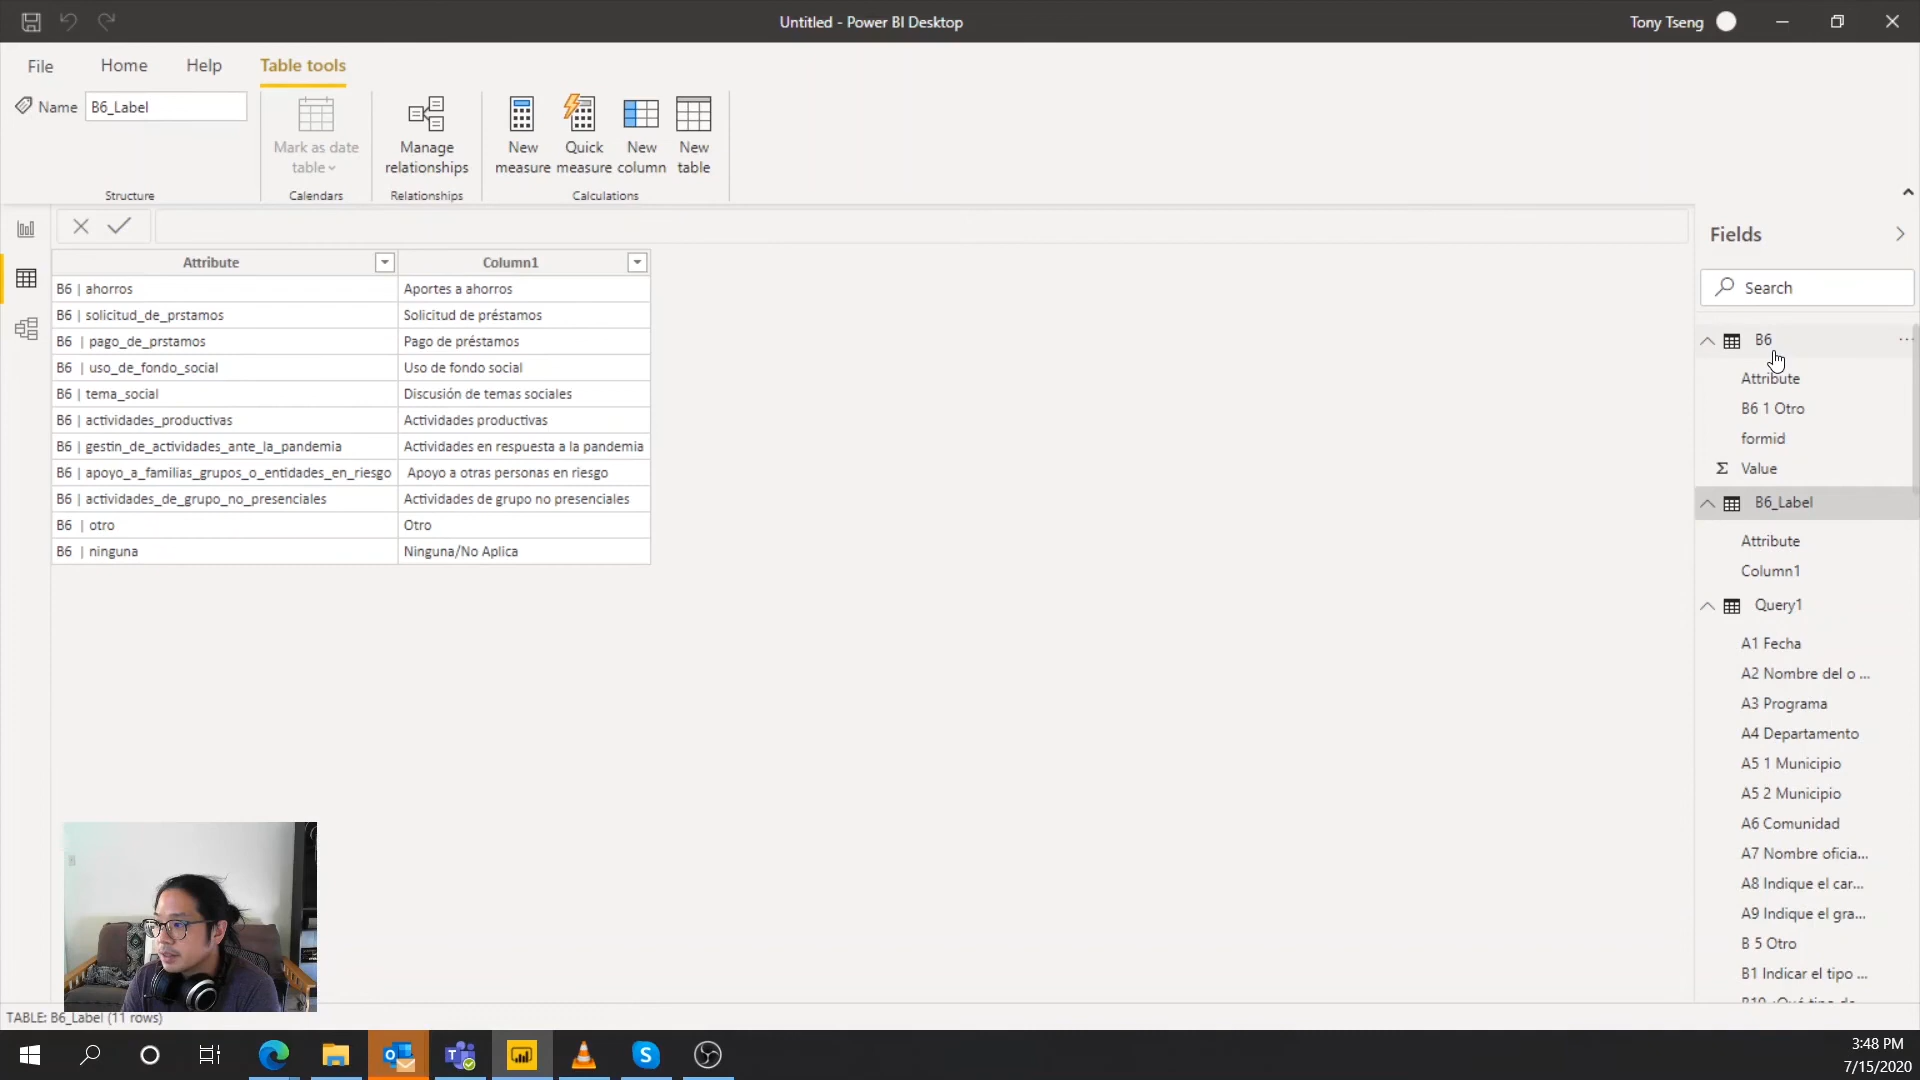 Untitled - Power BI Desktop
Tony Tseng
File
Home
Help
Table tools
Name
B6_Label
Mark as date
table
Manage
relationships
New
measure
Quick
measure
New
column
New
table
Structure
Calendars
Relationships
Calculations
Attribute
Column1
B6 | ahorros
Aportes a ahorros
B6 | solicitud_de_prstamos
Solicitud de préstamos
B6 | pago_de_prstamos
Pago de préstamos
B6 | uso_de_fondo_social
Uso de fondo social
B6 | tema_social
Discusión de temas sociales
B6 | actividades_productivas
Actividades productivas
B6 | gestin_de_actividades_ante_la_pandemia
Actividades en respuesta a la pandemia
B6 | apoyo_a_familias_grupos_o_entidades_en_riesgo
Apoyo a otras personas en riesgo
B6 | actividades_de_grupo_no_presenciales
Actividades de grupo no presenciales
B6 | otro
Otro
B6 | ninguna
Ninguna/No Aplica
Fields
Search
B6
Attribute
B6 1 Otro
formid
Σ Value
B6_Label
Attribute
Column1
Query1
A1 Fecha
A2 Nombre del o ...
A3 Programa
A4 Departamento
A5 1 Municipio
A5 2 Municipio
A6 Comunidad
A7 Nombre oficia...
A8 Indique el car...
A9 Indique el gra...
B 5 Otro
B1 Indicar el tipo ...
TABLE: B6_Label (11 rows)
3:48 PM
7/15/2020